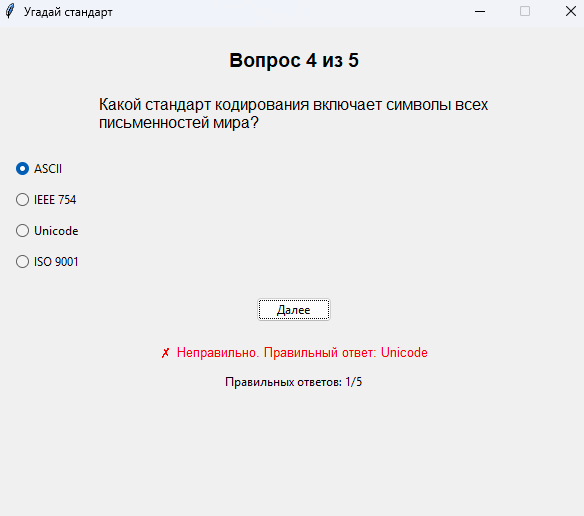 Угадай стандарт
Вопрос 4 из 5
Какой стандарт кодирования включает символы всех
письменностей мира?
ASCII
IEEE 754
Unicode
ISO 9001
Далее
✗ Неправильно. Правильный ответ: Unicode
Правильных ответов: 1/5